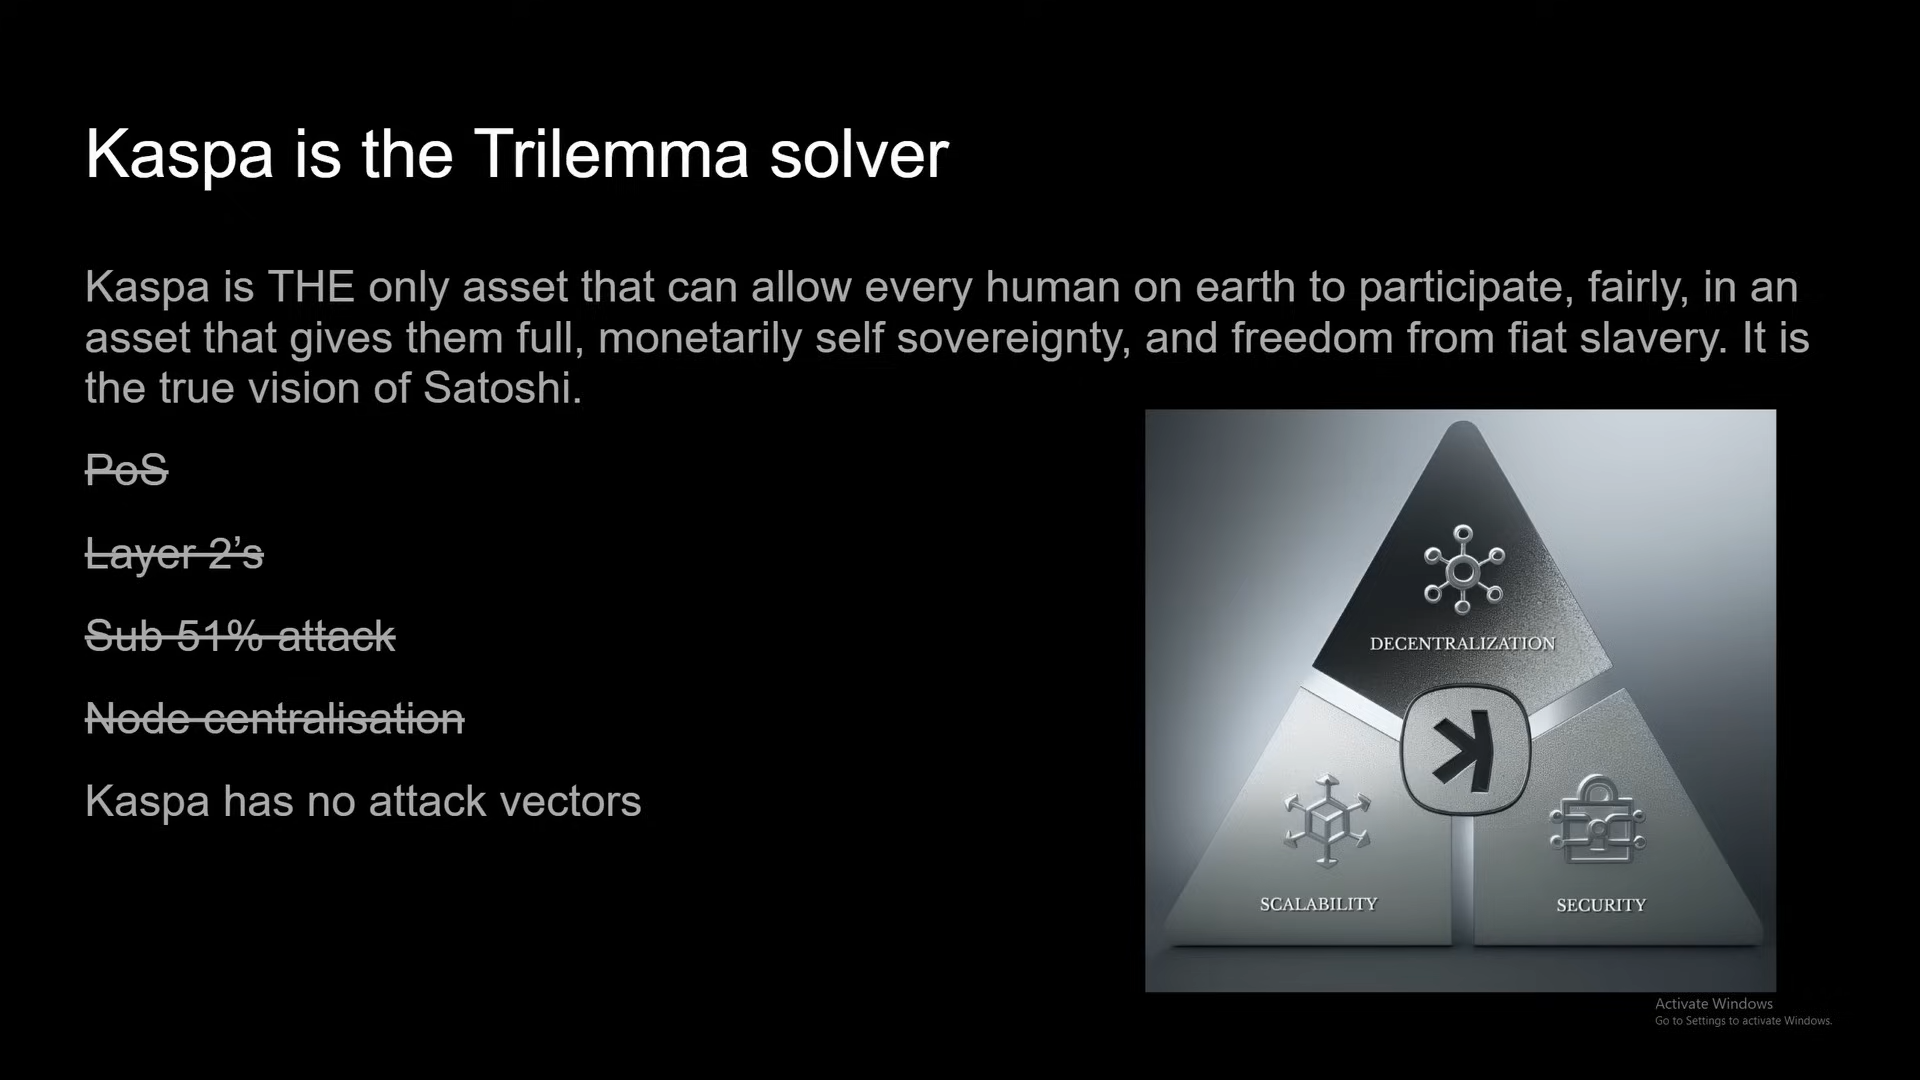 Kaspa is the Trilemma solver
Kaspa is THE only asset that can allow every human on earth to participate, fairly, in an
asset that gives them full, monetarily self sovereignty, and freedom from fiat slavery. It is
the true vision of Satoshi.
PoS
Layer 2’s
Sub 51% attack
Node centralisation
Kaspa has no attack vectors
DECENTRALIZATION
SCALABILITY
SECURITY
Activate Windows
Go to Settings to activate Windows.